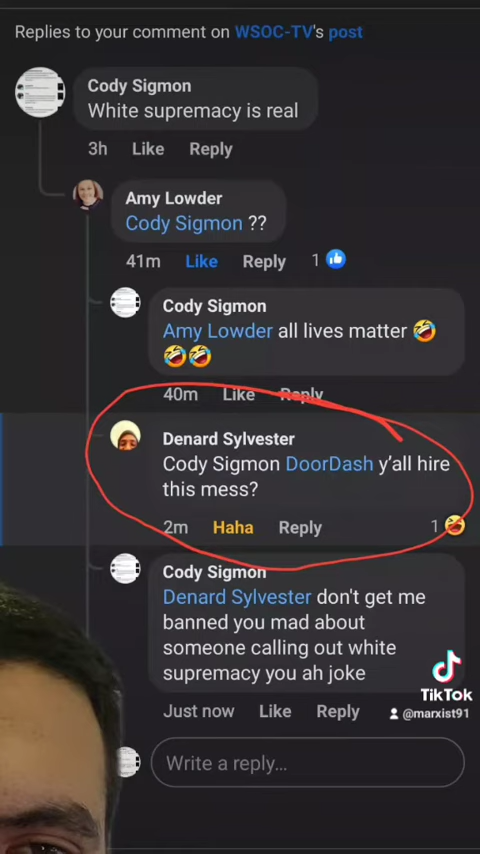 Replies to your comment on WSOC-TV's post
Cody Sigmon
White supremacy is real
3h Like Reply
Amy Lowder
Cody Sigmon ??
41m Like Reply 1
Cody Sigmon
Amy Lowder all lives matter 🤣
🤣🤣
40m Like Reply
Denard Sylvester
Cody Sigmon DoorDash y'all hire
this mess?
2m Haha Reply 1
Cody Sigmon
Denard Sylvester don't get me
banned you mad about
someone calling out white
supremacy you ah joke
Just now Like Reply
TikTok
@marxist91
Write a reply...